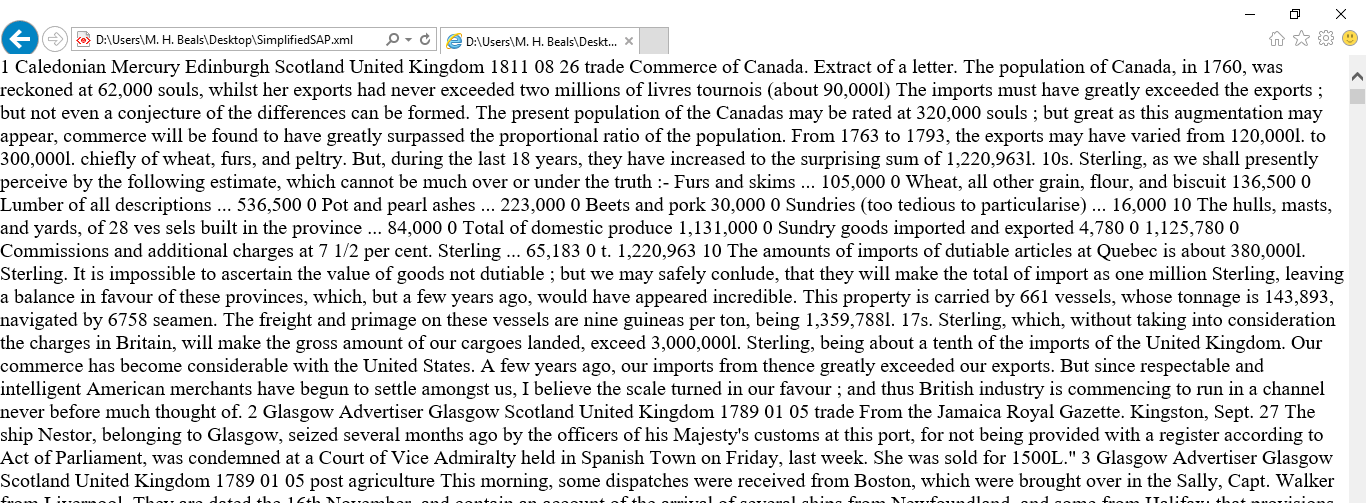 D:\Users\M. H. Beals\Desktop\SimplifiedSAP.xml
D:\Users\M. H. Beals\Deskt...
1 Caledonian Mercury Edinburgh Scotland United Kingdom 1811 08 26 trade Commerce of Canada. Extract of a letter. The population of Canada, in 1760, was
reckoned at 62,000 souls, whilst her exports had never exceeded two millions of livres tournois (about 90,000l) The imports must have greatly exceeded the exports ;
but not even a conjecture of the differences can be formed. The present population of the Canadas may be rated at 320,000 souls ; but great as this augmentation may
appear, commerce will be found to have greatly surpassed the proportional ratio of the population. From 1763 to 1793, the exports may have varied from 120,000l. to
300,000l. chiefly of wheat, furs, and peltry. But, during the last 18 years, they have increased to the surprising sum of 1,220,963l. 10s. Sterling, as we shall presently
perceive by the following estimate, which cannot be much over or under the truth :- Furs and skims ... 105,000 0 Wheat, all other grain, flour, and biscuit 136,500 0
Lumber of all descriptions ... 536,500 0 Pot and pearl ashes ... 223,000 0 Beets and pork 30,000 0 Sundries (too tedious to particularise) ... 16,000 10 The hulls, masts,
and yards, of 28 ves sels built in the province ... 84,000 0 Total of domestic produce 1,131,000 0 Sundry goods imported and exported 4,780 0 1,125,780 0
Commissions and additional charges at 7 1/2 per cent. Sterling ... 65,183 0 t. 1,220,963 10 The amounts of imports of dutiable articles at Quebec is about 380,000l.
Sterling. It is impossible to ascertain the value of goods not dutiable ; but we may safely conlude, that they will make the total of import as one million Sterling, leaving
a balance in favour of these provinces, which, but a few years ago, would have appeared incredible. This property is carried by 661 vessels, whose tonnage is 143,893,
navigated by 6758 seamen. The freight and primage on these vessels are nine guineas per ton, being 1,359,788l. 17s. Sterling, which, without taking into consideration
the charges in Britain, will make the gross amount of our cargoes landed, exceed 3,000,000l. Sterling, being about a tenth of the imports of the United Kingdom. Our
commerce has become considerable with the United States. A few years ago, our imports from thence greatly exceeded our exports. But since respectable and
intelligent American merchants have begun to settle amongst us, I believe the scale turned in our favour ; and thus British industry is commencing to run in a channel
never before much thought of. 2 Glasgow Advertiser Glasgow Scotland United Kingdom 1789 01 05 trade From the Jamaica Royal Gazette. Kingston, Sept. 27 The
ship Nestor, belonging to Glasgow, seized several months ago by the officers of his Majesty's customs at this port, for not being provided with a register according to
Act of Parliament, was condemned at a Court of Vice Admiralty held in Spanish Town on Friday, last week. She was sold for 1500L." 3 Glasgow Advertiser Glasgow
Scotland United Kingdom 1789 01 05 post agriculture This morning, some dispatches were received from Boston, which were brought over in the Sally, Capt. Walker
from Liverpool. They are dated the 16th November, and contain an account of the arrival of several ships from Newfoundland, and some from Halifax, that provisions